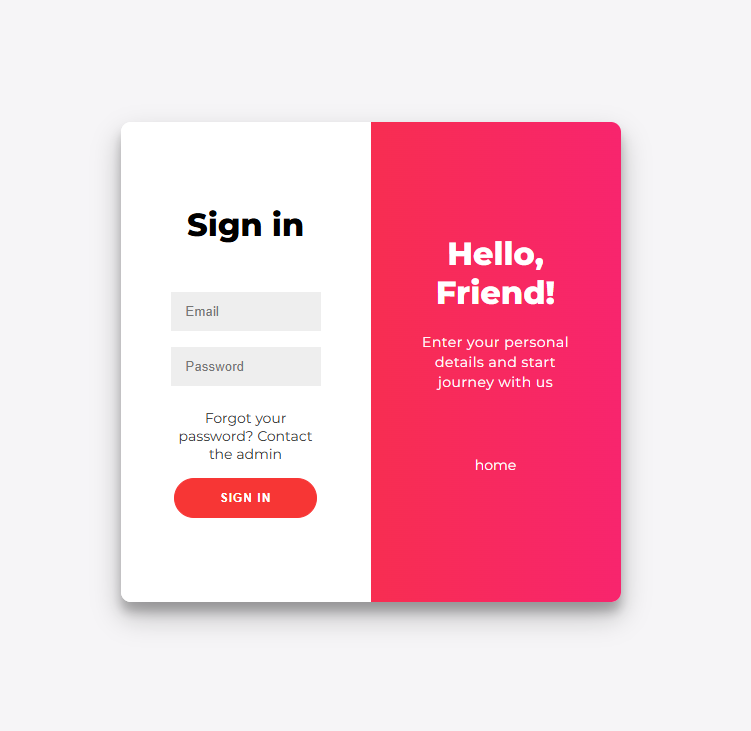 Sign in
Email
Password
Forgot your
password? Contact
the admin
SIGN IN
Hello,
Friend!
Enter your personal
details and start
journey with us
home